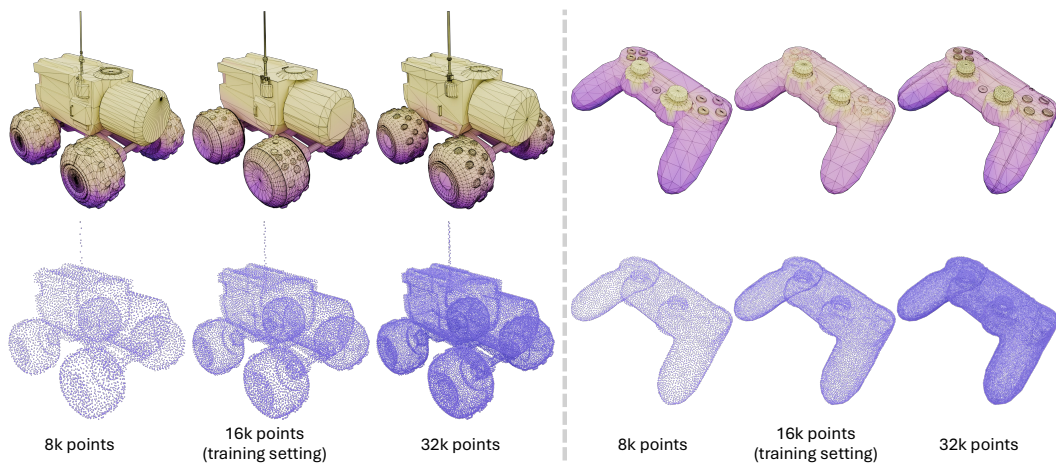 8k points
16k points
(training setting)
32k points
8k points
16k points
(training setting)
32k points